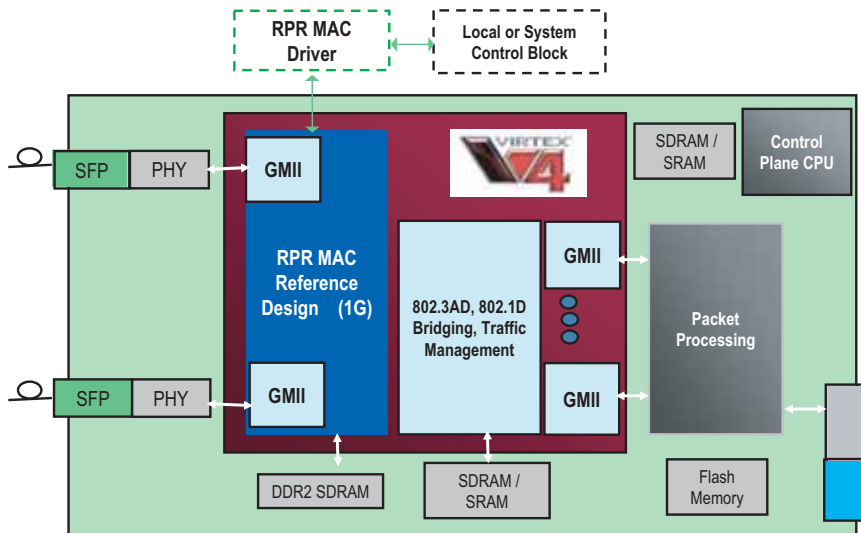 RPR MAC
Driver
Local or System
Control Block
SFP
PHY
GMII
VIRTEX
4
SDRAM /
SRAM
Control
Plane CPU
RPR MAC
Reference
Design (1G)
802.3AD, 802.1D
Bridging, Traffic
Management
GMII
Packet
Processing
SFP
PHY
GMII
GMII
DDR2 SDRAM
SDRAM /
SRAM
Flash
Memory